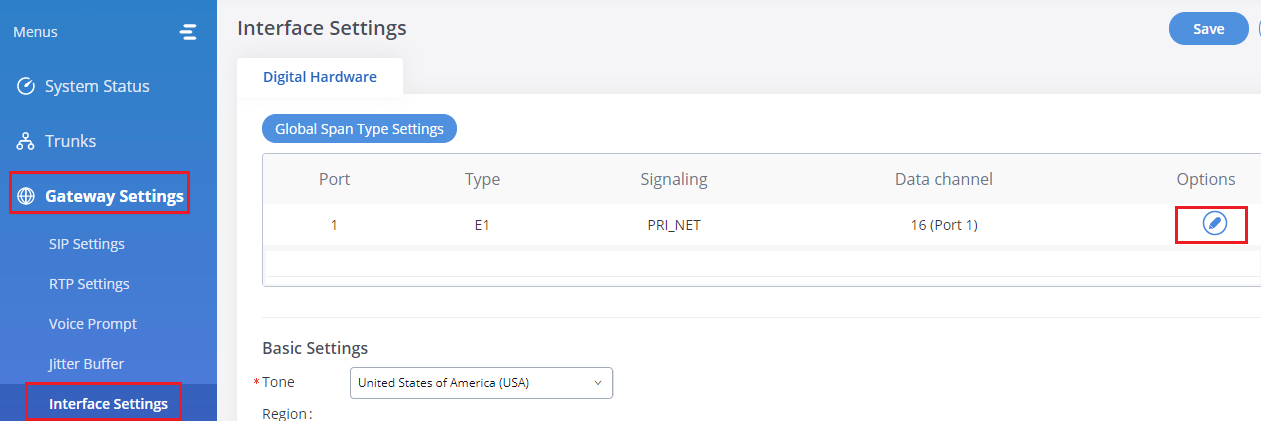 Menus
System Status
Trunks
Gateway Settings
SIP Settings
RTP Settings
Voice Prompt
Jitter Buffer
Interface Settings
Interface Settings
Save
Digital Hardware
Global Span Type Settings
Port Type Signaling Data channel Options
1 E1 PRI_NET 16 (Port 1)
Basic Settings
* Tone United States of America (USA)
Region: